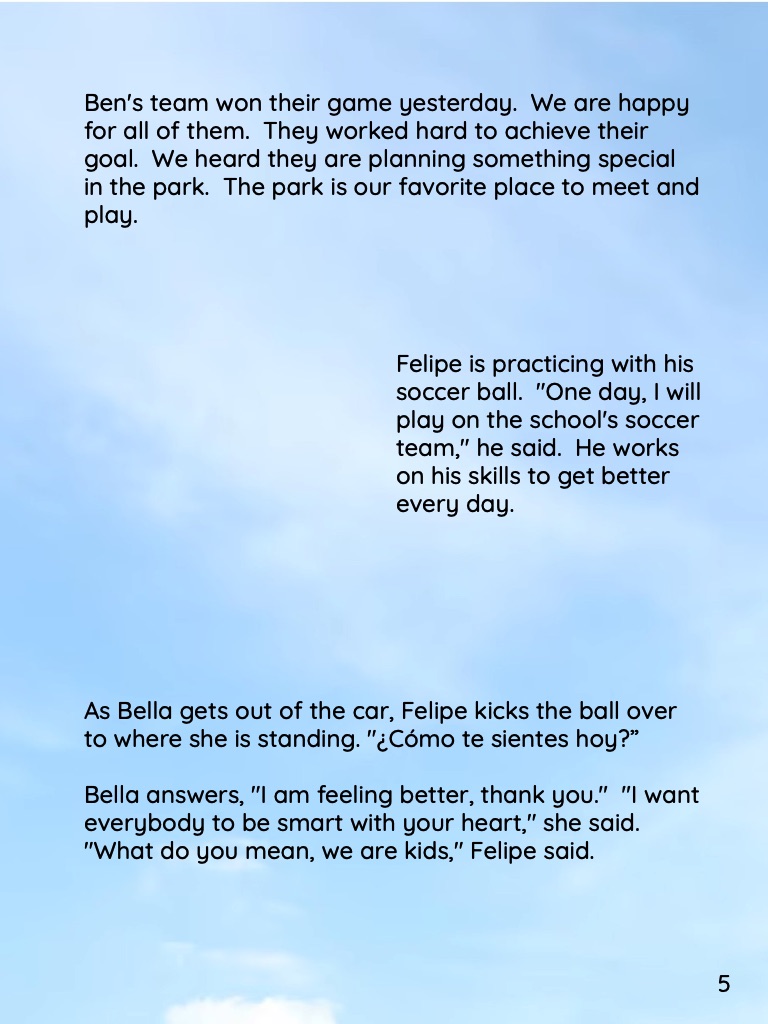 Ben's team won their game yesterday.  We are happy
for all of them.  They worked hard to achieve their
goal.  We heard they are planning something special
in the park.  The park is our favorite place to meet and
play.
Felipe is practicing with his
soccer ball.  "One day, I will
play on the school's soccer
team," he said.  He works
on his skills to get better
every day.
As Bella gets out of the car, Felipe kicks the ball over
to where she is standing. "¿Cómo te sientes hoy?”
Bella answers, "I am feeling better, thank you."  "I want
everybody to be smart with your heart," she said.
"What do you mean, we are kids," Felipe said.
5